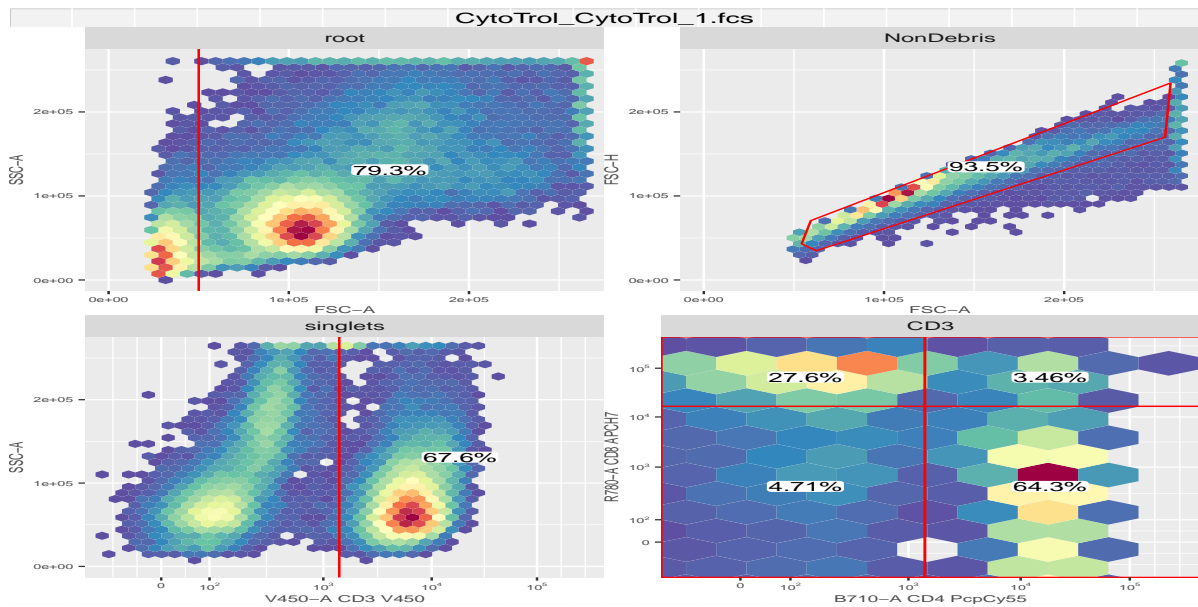 CytoTrol_CytoTrol_1.fcs
root
NonDebris
SSC-A
2e+05
1e+05
0e+00
79.3%
0e+00
1e+05
2e+05
FSC-A
FSC-H
2e+05
1e+05
0e+00
93.5%
0e+00
1e+05
2e+05
FSC-A
singlets
CD3
SSC-A
2e+05
1e+05
0e+00
67.6%
0
10²
10³
10⁴
10⁵
V450-A CD3 V450
R780-A CD8 APCH7
10⁵
10⁴
10³
10²
0
27.6%
3.46%
4.71%
64.3%
0
10²
10³
10⁴
10⁵
B710-A CD4 PcpCy55